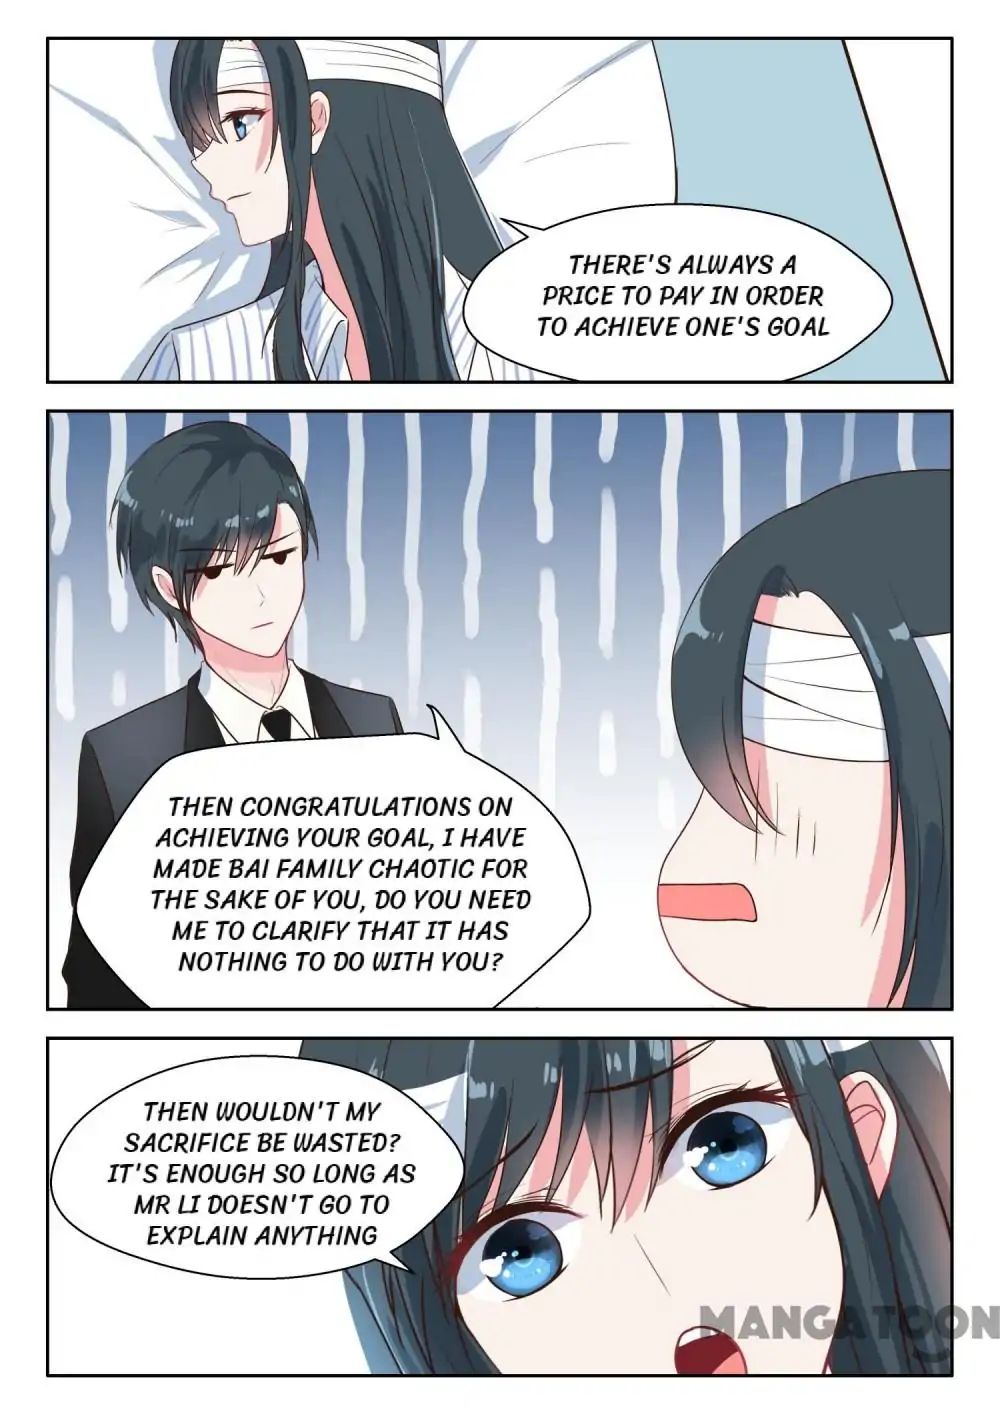 THERE'S ALWAYS A
PRICE TO PAY IN ORDER
TO ACHIEVE ONE'S GOAL
THEN CONGRATULATIONS ON
ACHIEVING YOUR GOAL, I HAVE
MADE BAI FAMILY CHAOTIC FOR
THE SAKE OF YOU, DO YOU NEED
ME TO CLARIFY THAT IT HAS
NOTHING TO DO WITH YOU?
THEN WOULDN'T MY
SACRIFICE BE WASTED?
IT'S ENOUGH SO LONG AS
MR LI DOESN'T GO TO
EXPLAIN ANYTHING
MANGATOON